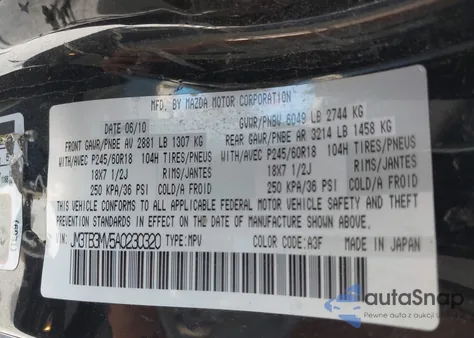 MFD. BY MAZDA MOTOR CORPORATION
DATE 06/10 GVWR/PNBV 6049 LB 2744 KG
FRONT GAWR/PNBE AV 2881 LB 1307 KG REAR GAWR/PNBE AR 3214 LB 1458 KG
WITH/AVEC P245/60R18 104H TIRES/PNEUS WITH/AVEC P245/60R18 104H TIRES/PNEUS
18X7 1/2J RIMS/JANTES 18X7 1/2J RIMS/JANTES
250 KPA/36 PSI COLD/A FROID 250 KPA/36 PSI COLD/A FROID
THIS VEHICLE CONFORMS TO ALL APPLICABLE FEDERAL MOTOR VEHICLE SAFETY AND THEFT
PREVENTION STANDARDS IN EFFECT ON THE DATE OF MANUFACTURE SHOWN ABOVE.
JM3TB3MV5A0230320 TYPE:MPV COLOR CODE:A3F MADE IN JAPAN
autaSnap
Pewne auta z aukcji